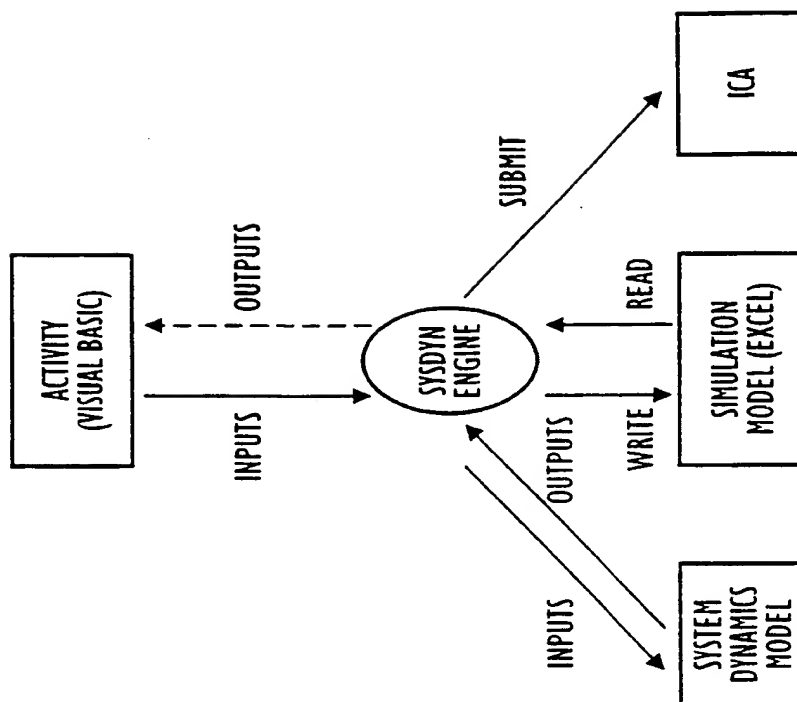 ACTIVITY
(VISUAL BASIC)
INPUTS
OUTPUTS
SYSDYN
ENGINE
INPUTS
OUTPUTS
WRITE
READ
SUBMIT
SYSTEM
DYNAMICS
MODEL
SIMULATION
MODEL (EXCEL)
ICA